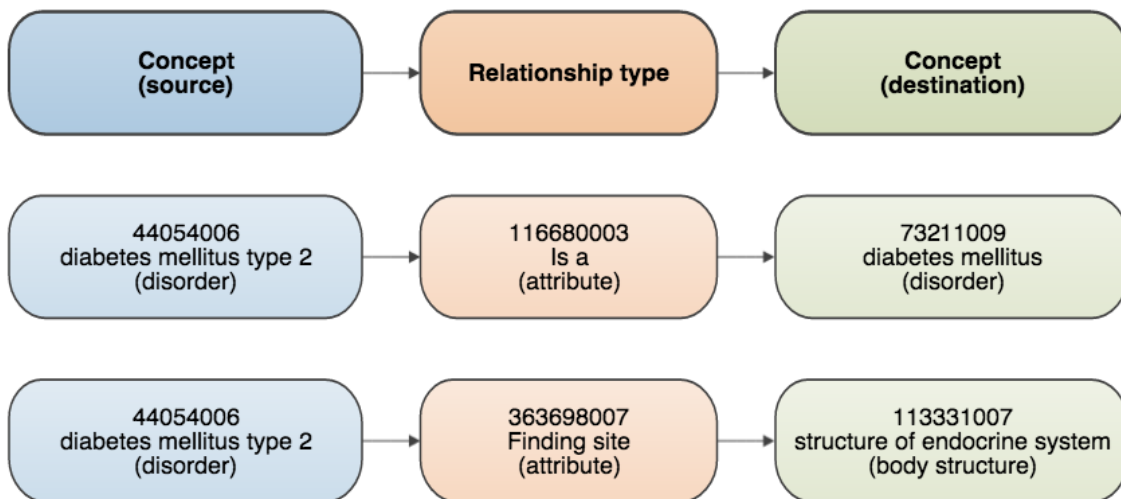 Concept
(source)
Relationship type
Concept
(destination)
44054006
diabetes mellitus type 2
(disorder)
116680003
Is a
(attribute)
73211009
diabetes mellitus
(disorder)
44054006
diabetes mellitus type 2
(disorder)
363698007
Finding site
(attribute)
113331007
structure of endocrine system
(body structure)